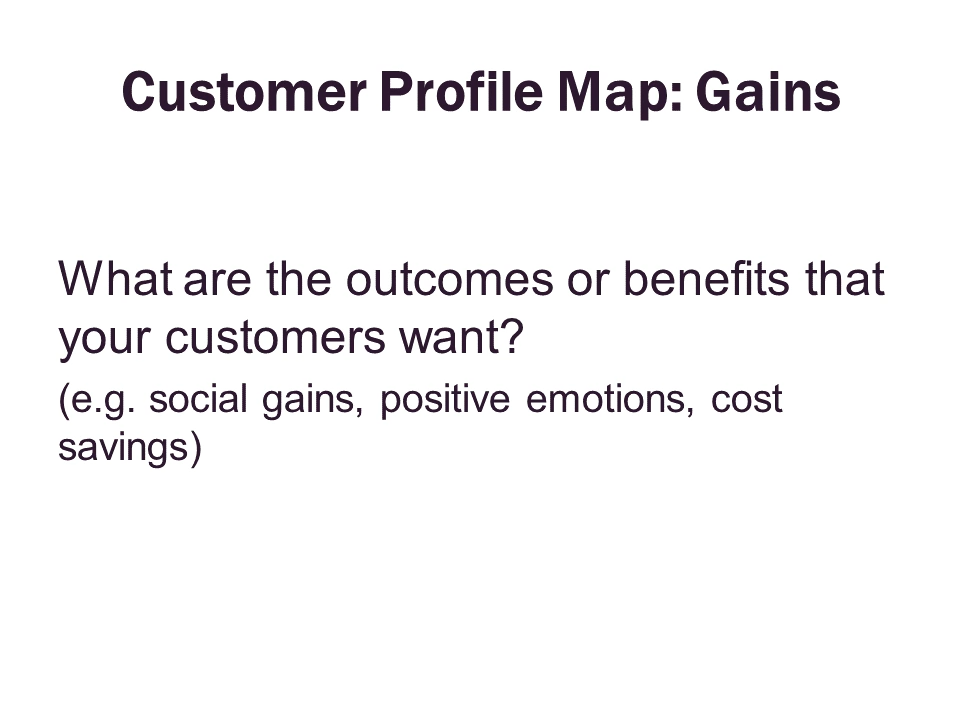 Customer Profile Map: Gains
What are the outcomes or benefits that
your customers want?
(e.g. social gains, positive emotions, cost
savings)